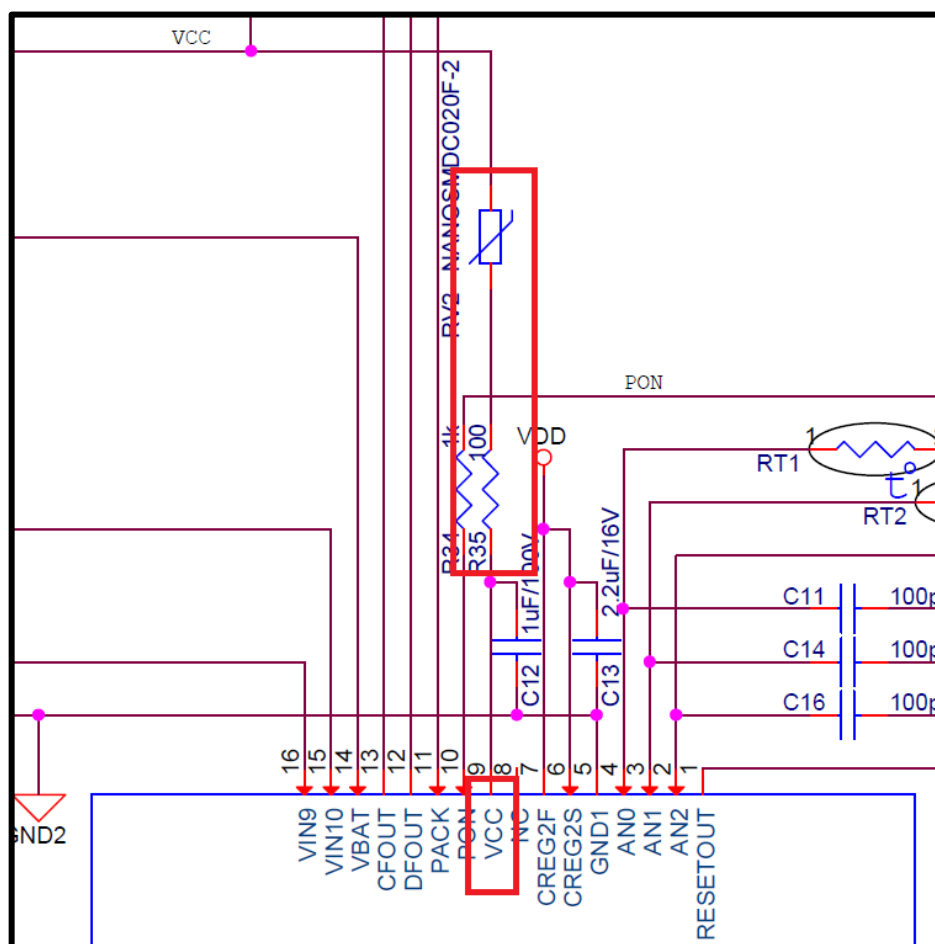 VCC
NANOSMDC020F-2
RV2
PON
1k
100
VDD
R34
R35
1
RT1
t°
1
RT2
1uF/100V
C12
2.2uF/16V
C13
C11
100p
C14
100p
C16
100p
GND2
16
15
14
13
12
11
10
9
8
7
6
5
4
3
2
1
VIN9
VIN10
VBAT
CFOUT
DFOUT
PACK
PON
VCC
NC
CREG2F
CREG2S
GND1
AN0
AN1
AN2
RESETOUT